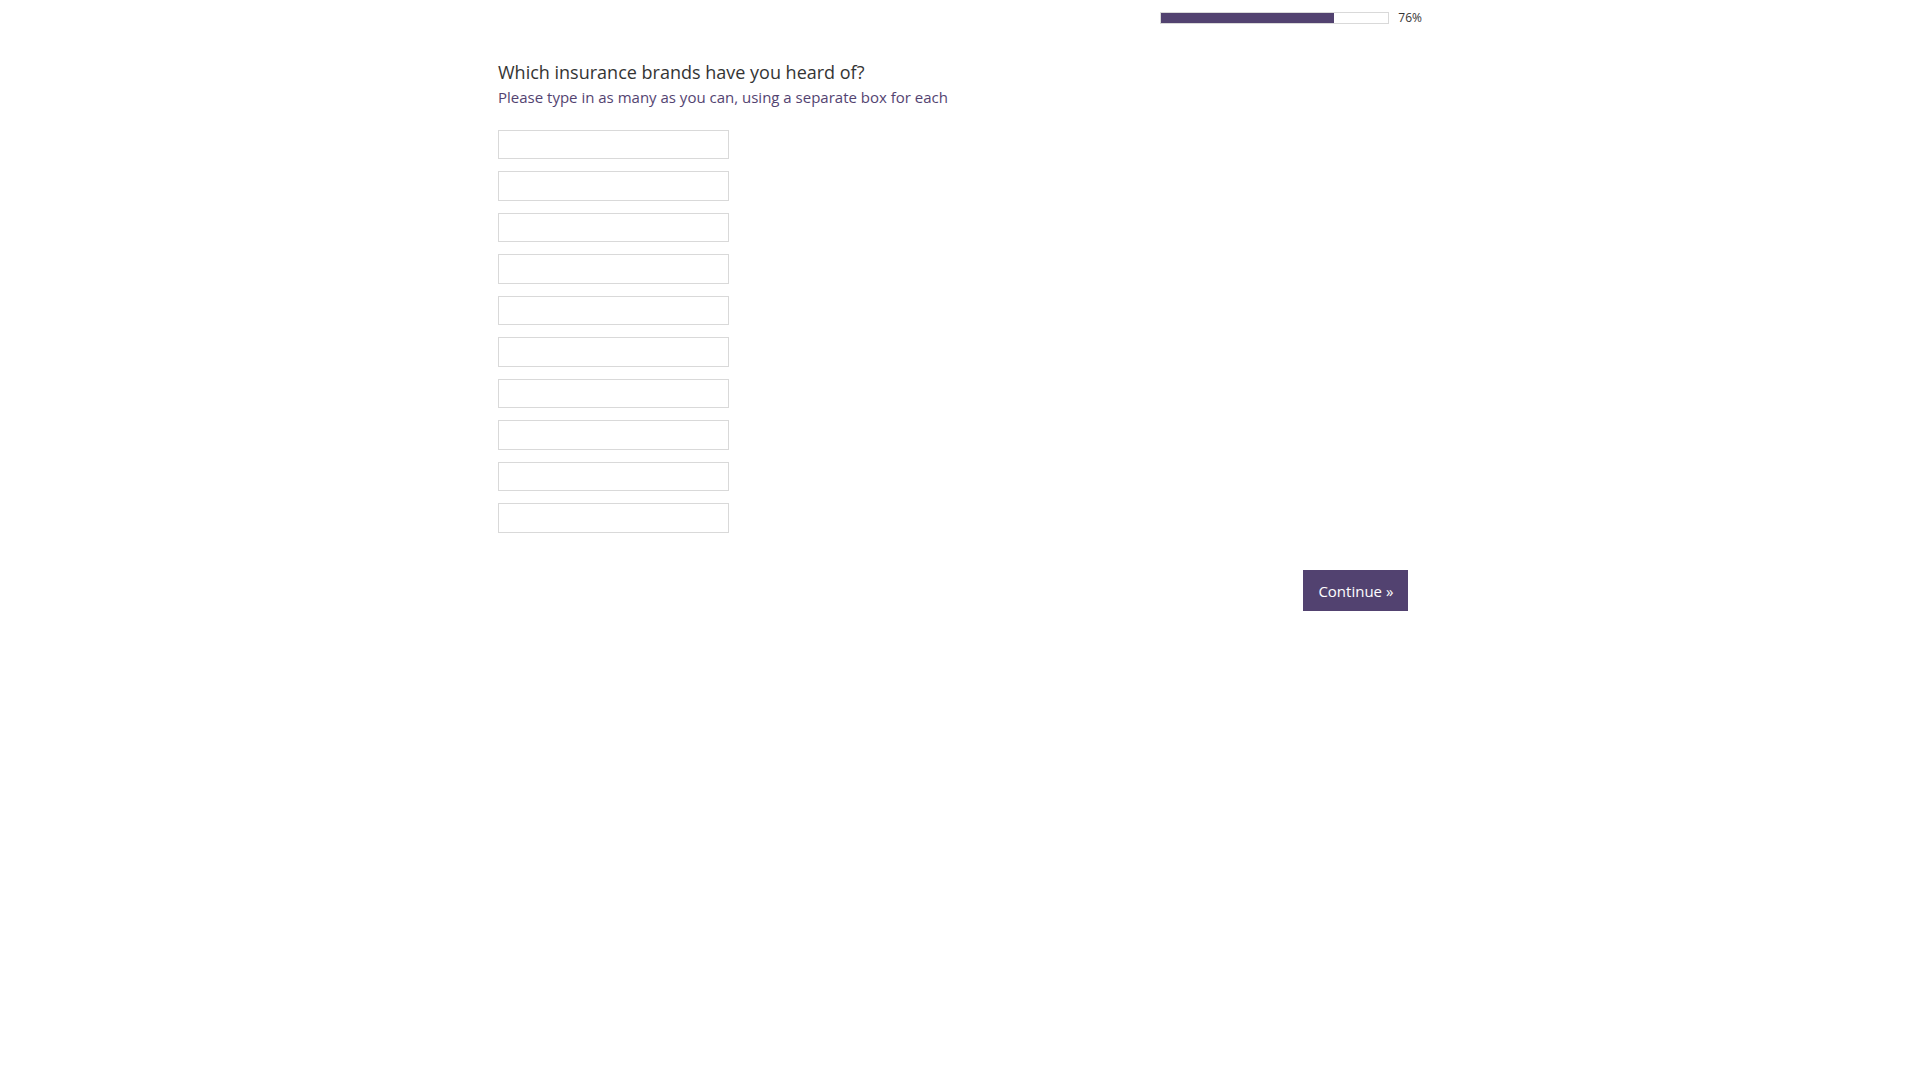 76%
Which insurance brands have you heard of?
Please type in as many as you can, using a separate box for each
Continue »